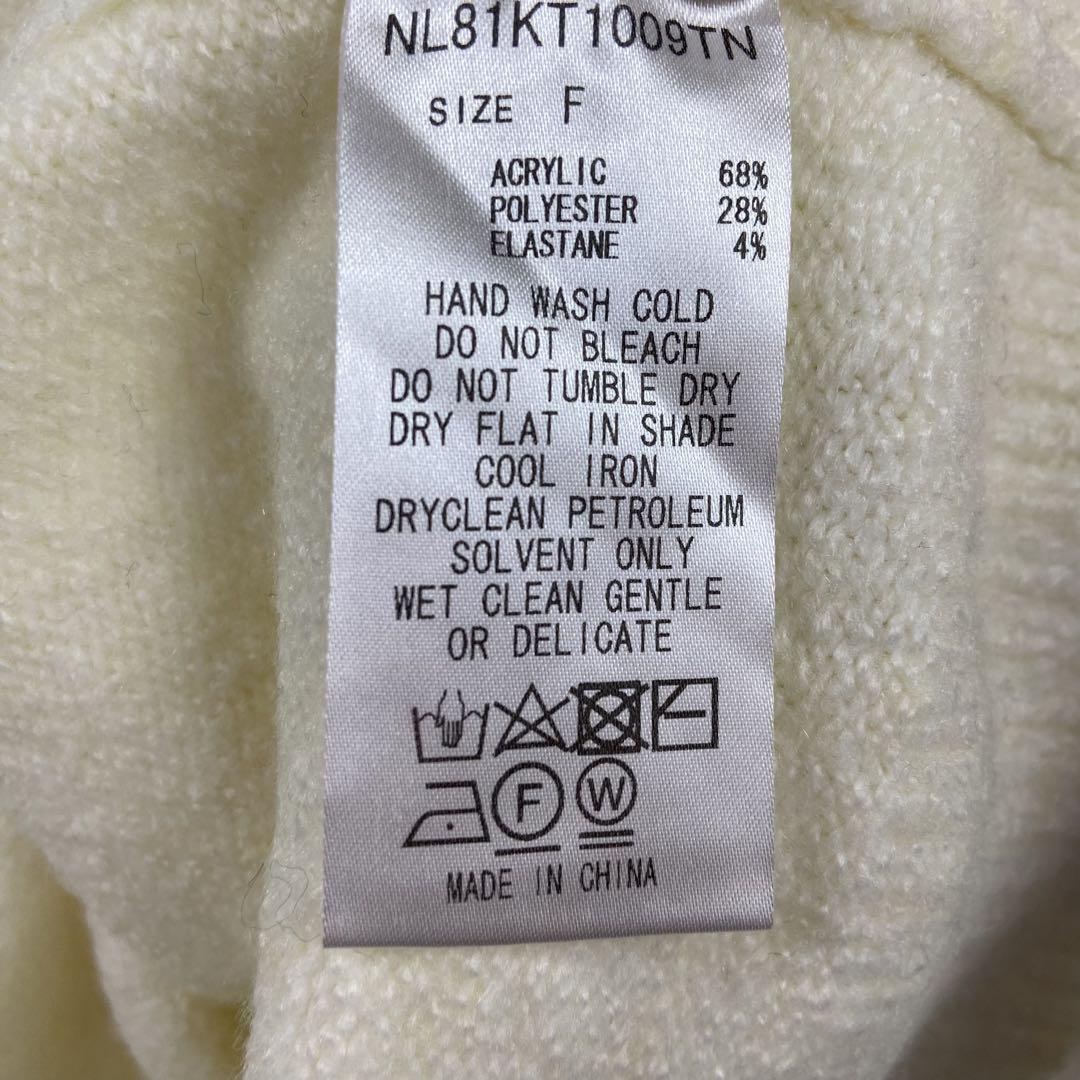 NL81KT1009TN
SIZE F
ACRYLIC 68%
POLYESTER 28%
ELASTANE 4%
HAND WASH COLD
DO NOT BLEACH
DO NOT TUMBLE DRY
DRY FLAT IN SHADE
COOL IRON
DRYCLEAN PETROLEUM
SOLVENT ONLY
WET CLEAN GENTLE
OR DELICATE
F W
MADE IN CHINA